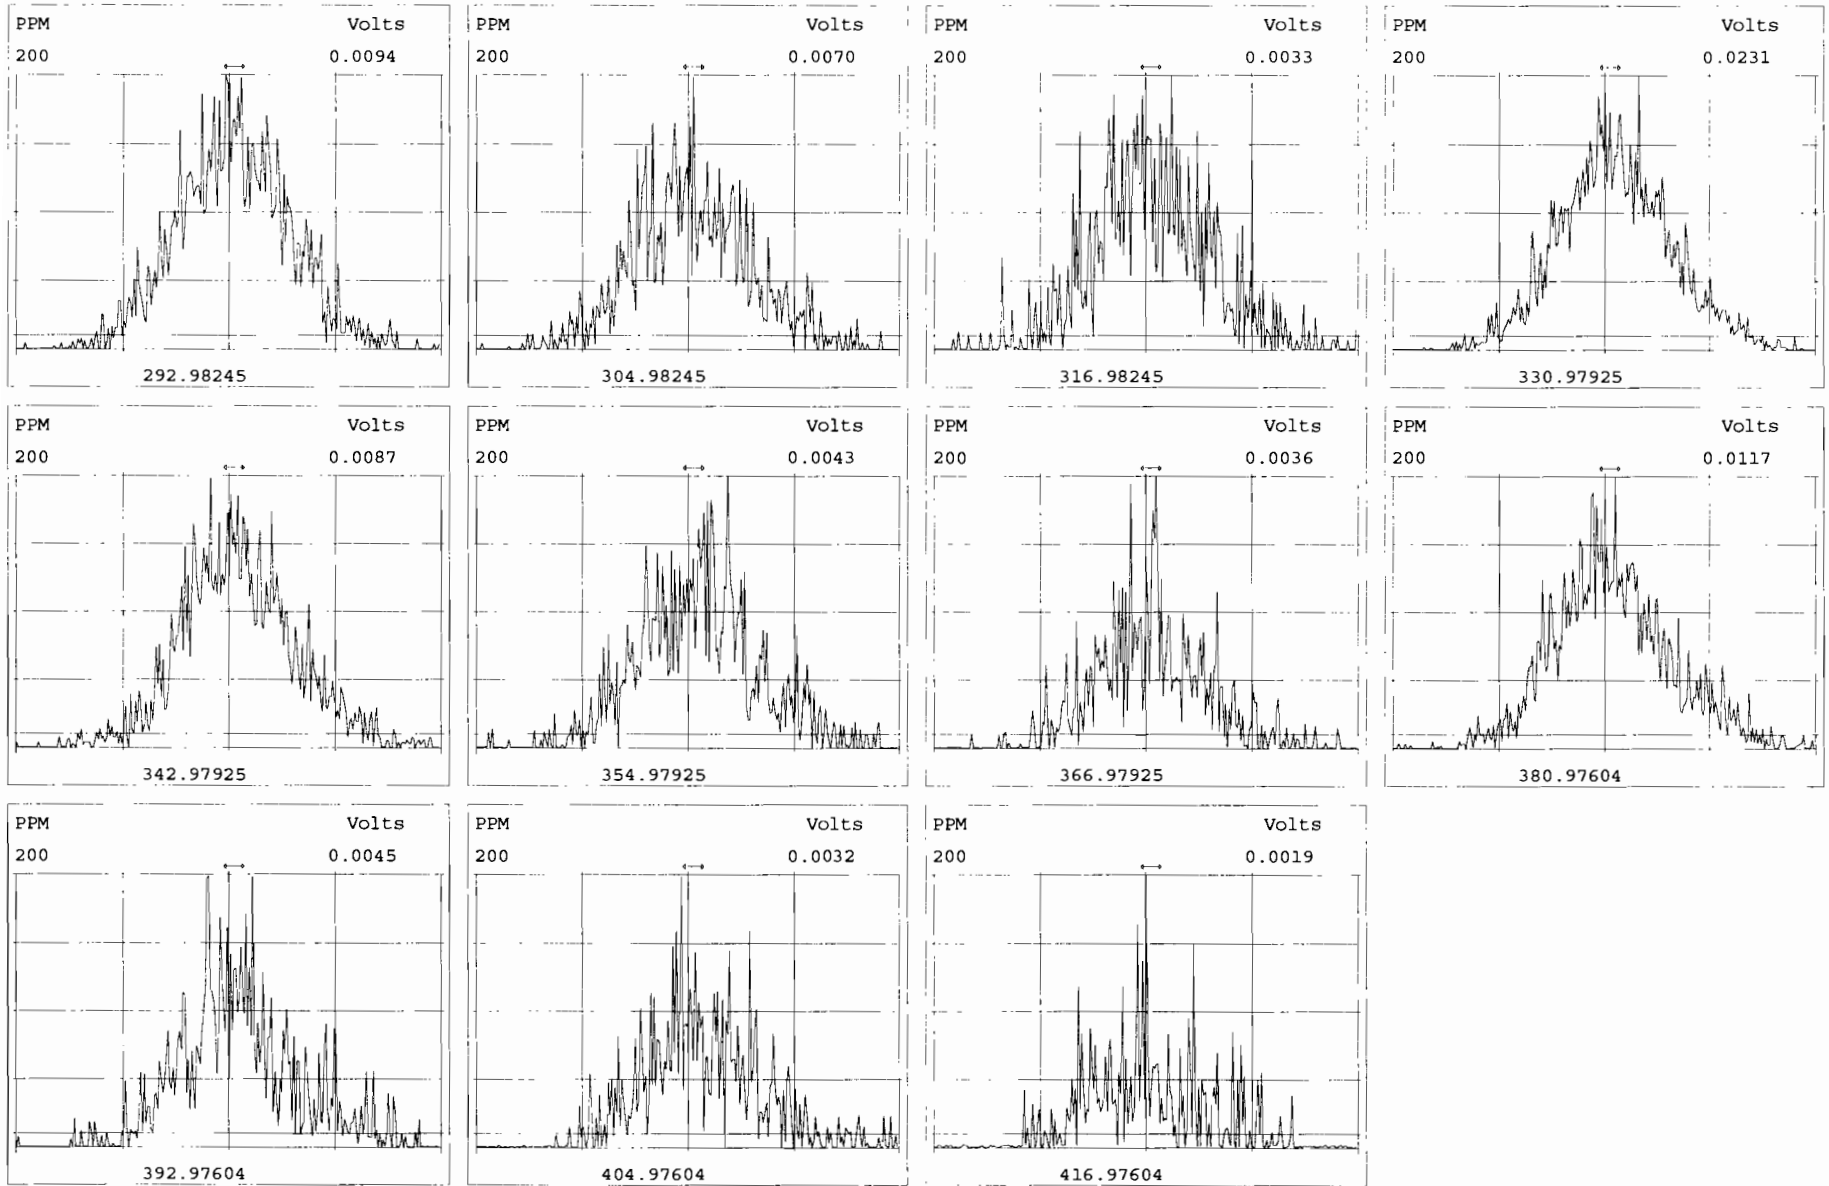 PPM Volts
200 0.0094
292.98245
PPM Volts
200 0.0070
304.98245
PPM Volts
200 0.0033
316.98245
PPM Volts
200 0.0231
330.97925
PPM Volts
200 0.0087
342.97925
PPM Volts
200 0.0043
354.97925
PPM Volts
200 0.0036
366.97925
PPM Volts
200 0.0117
380.97604
PPM Volts
200 0.0045
392.97604
PPM Volts
200 0.0032
404.97604
PPM Volts
200 0.0019
416.97604